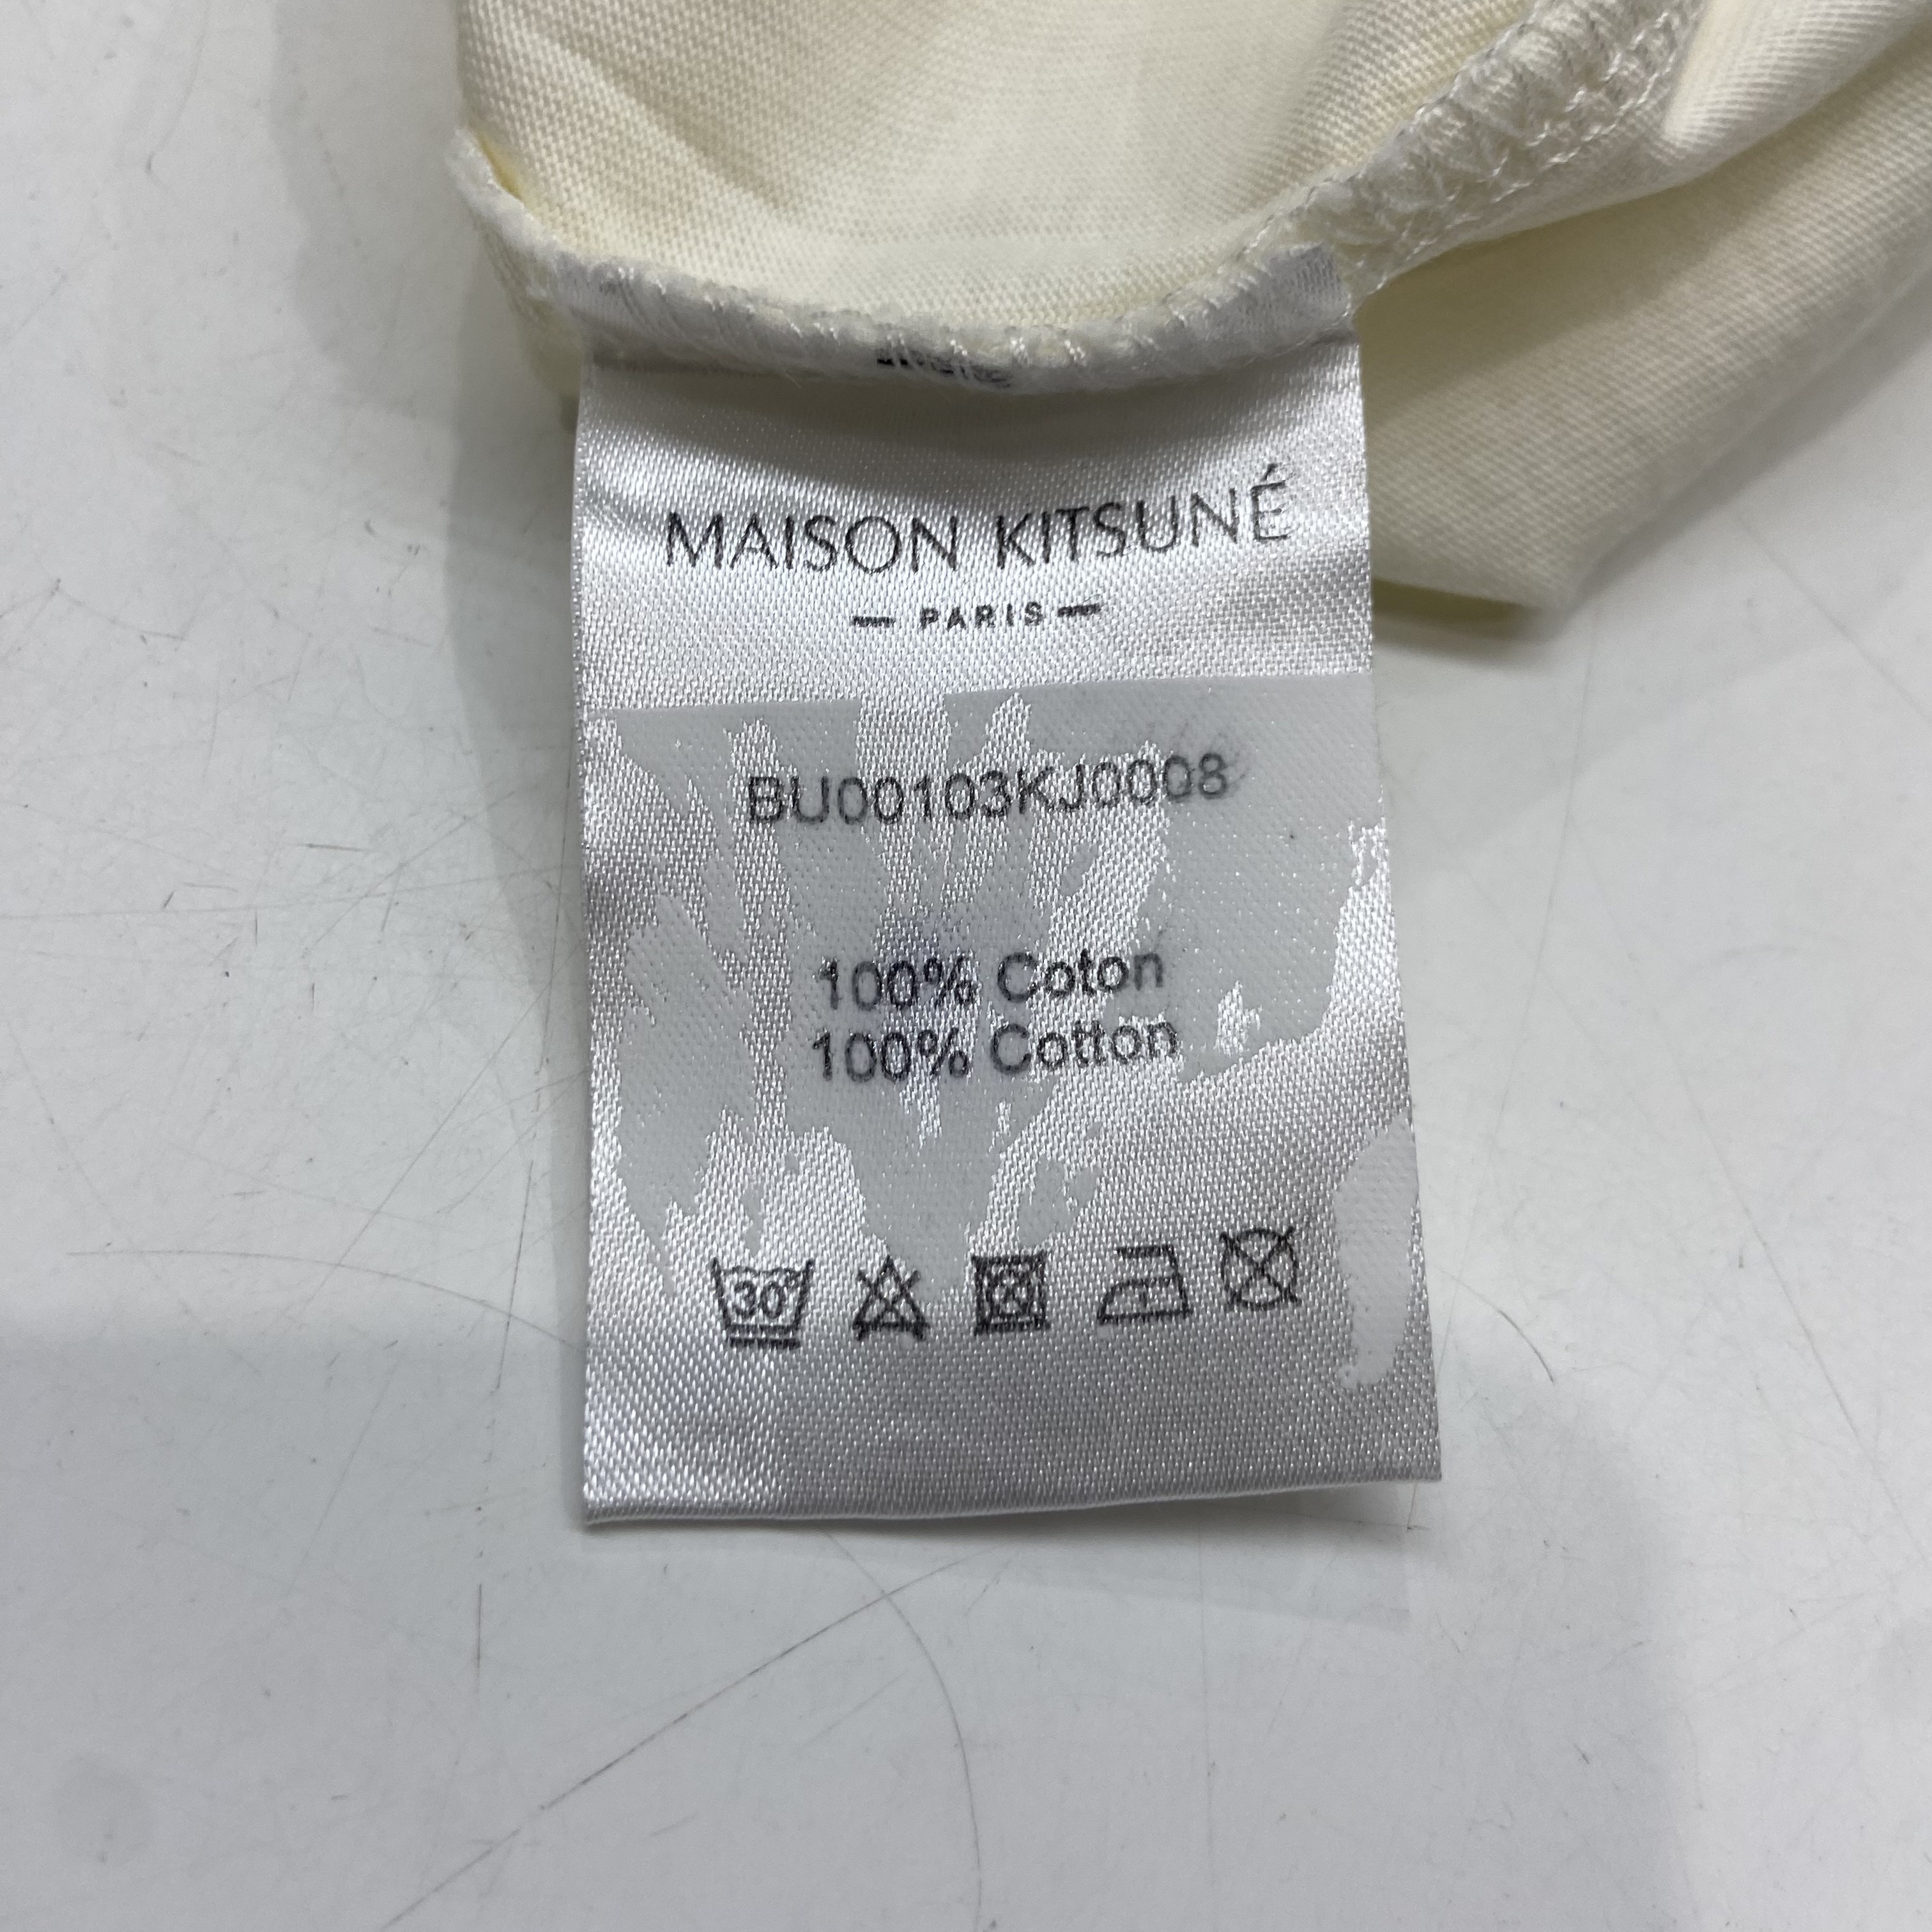 MAISON KITSUNÉ
PARIS
BU00103KJ0008
100% Coton
100% Cotton
30°